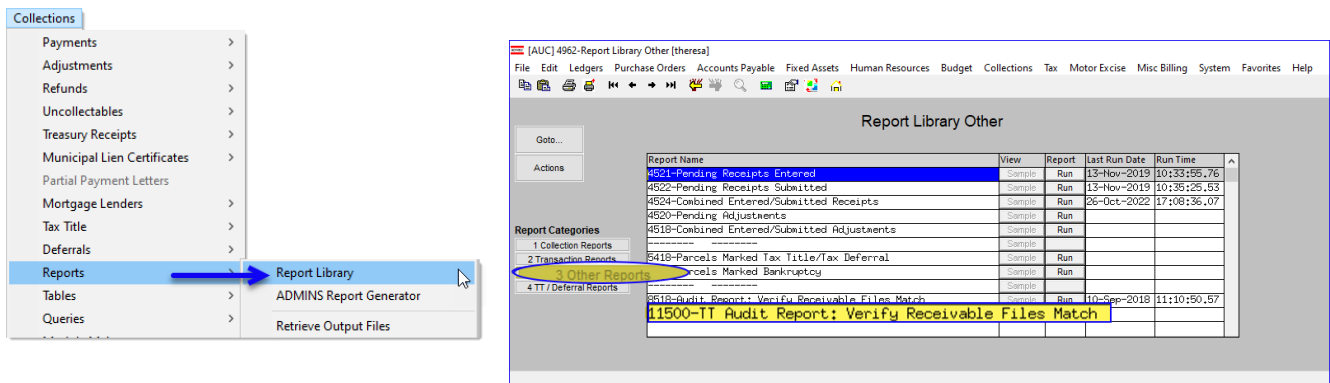 Collections
Payments
Adjustments
Refunds
Uncollectables
Treasury Receipts
Municipal Lien Certificates
Partial Payment Letters
Mortgage Lenders
Tax Title
Deferrals
Reports
Tables
Queries
Report Library
ADMINS Report Generator
Retrieve Output Files
[AUC] 4962-Report Library Other [theresa]
File Edit Ledgers Purchase Orders Accounts Payable Fixed Assets Human Resources Budget Collections Tax Motor Excise Misc Billing System Favorites Help
Report Library Other
Goto...
Actions
Report Categories
1 Collection Reports
2 Transaction Reports
3 Other Reports
4 TT / Deferral Reports
Report Name View Report Last Run Date Run Time
4521-Pending Receipts Entered Sample Run 13-Nov-2019 10:33:55.76
4522-Pending Receipts Submitted Sample Run 13-Nov-2019 10:35:25.53
4524-Combined Entered/Submitted Receipts Sample Run 26-Oct-2022 17:08:36.07
4520-Pending Adjustments Sample Run
4518-Combined Entered/Submitted Adjustments Sample Run
-------- -------- Sample
5418-Parcels Marked Tax Title/Tax Deferral Sample Run
Parcels Marked Bankruptcy Sample Run
-------- -------- Sample
8518-Audit Report: Verify Receivable Files Match Sample Run 10-Sep-2018 11:10:50.57
11500-TT Audit Report: Verify Receivable Files Match